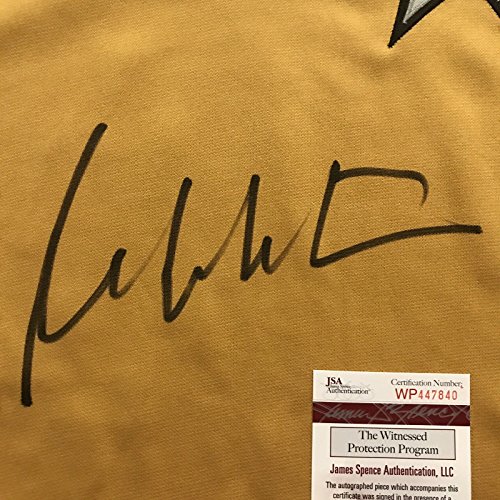 JSA
Authentication
Certification Number:
WP447840
The Witnessed
Protection Program
James Spence Authentication, LLC
The autographed piece which accompanies this
certificate was signed in the presence of a